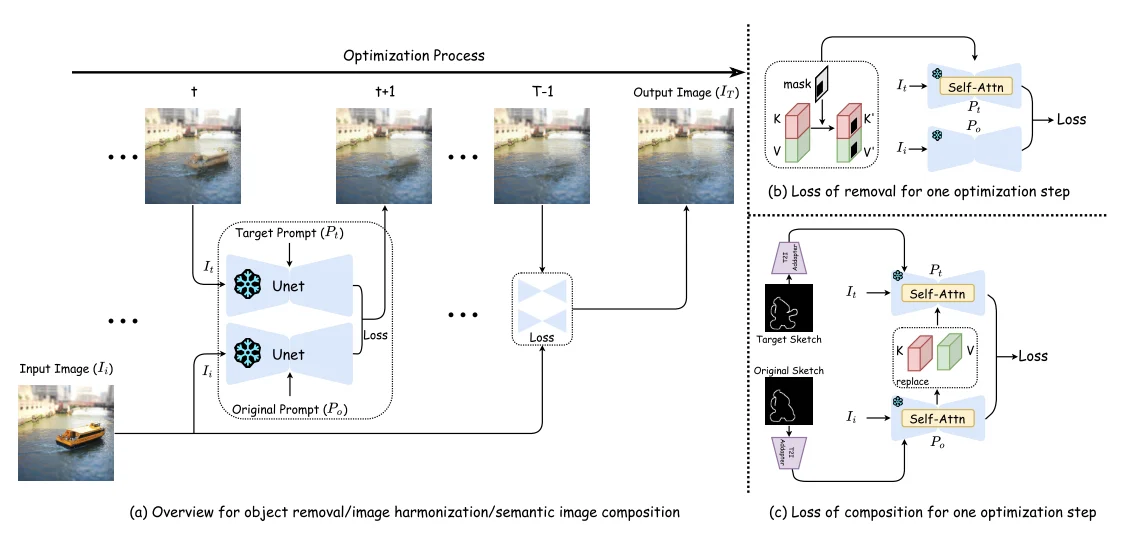 Optimization Process
t
t+1
T-1
Output Image (I_T)
Target Prompt (P_t)
I_t
Unet
Loss
Unet
I_i
Input Image (I_i)
Original Prompt (P_o)
Loss
(a) Overview for object removal/image harmonization/semantic image composition
mask
K
K'
V
V'
I_t
Self-Attn
P_t
P_o
I_i
Loss
(b) Loss of removal for one optimization step
T2I
Adapter
Target Sketch
I_t
P_t
Self-Attn
K
V
replace
Loss
Original Sketch
T2I
Adapter
I_i
Self-Attn
P_o
(c) Loss of composition for one optimization step